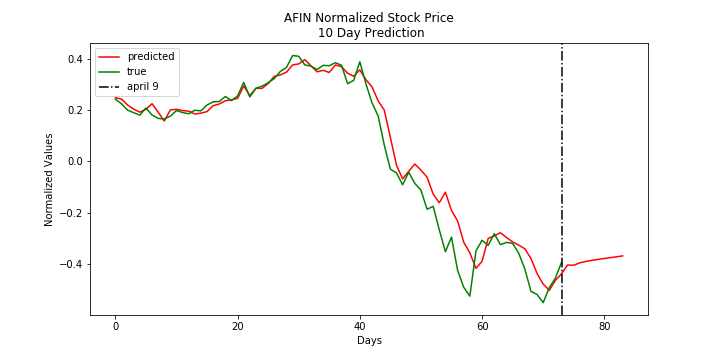 AFIN Normalized Stock Price
10 Day Prediction
predicted
true
april 9
Normalized Values
0.4
0.2
0.0
−0.2
−0.4
0
20
40
60
80
Days